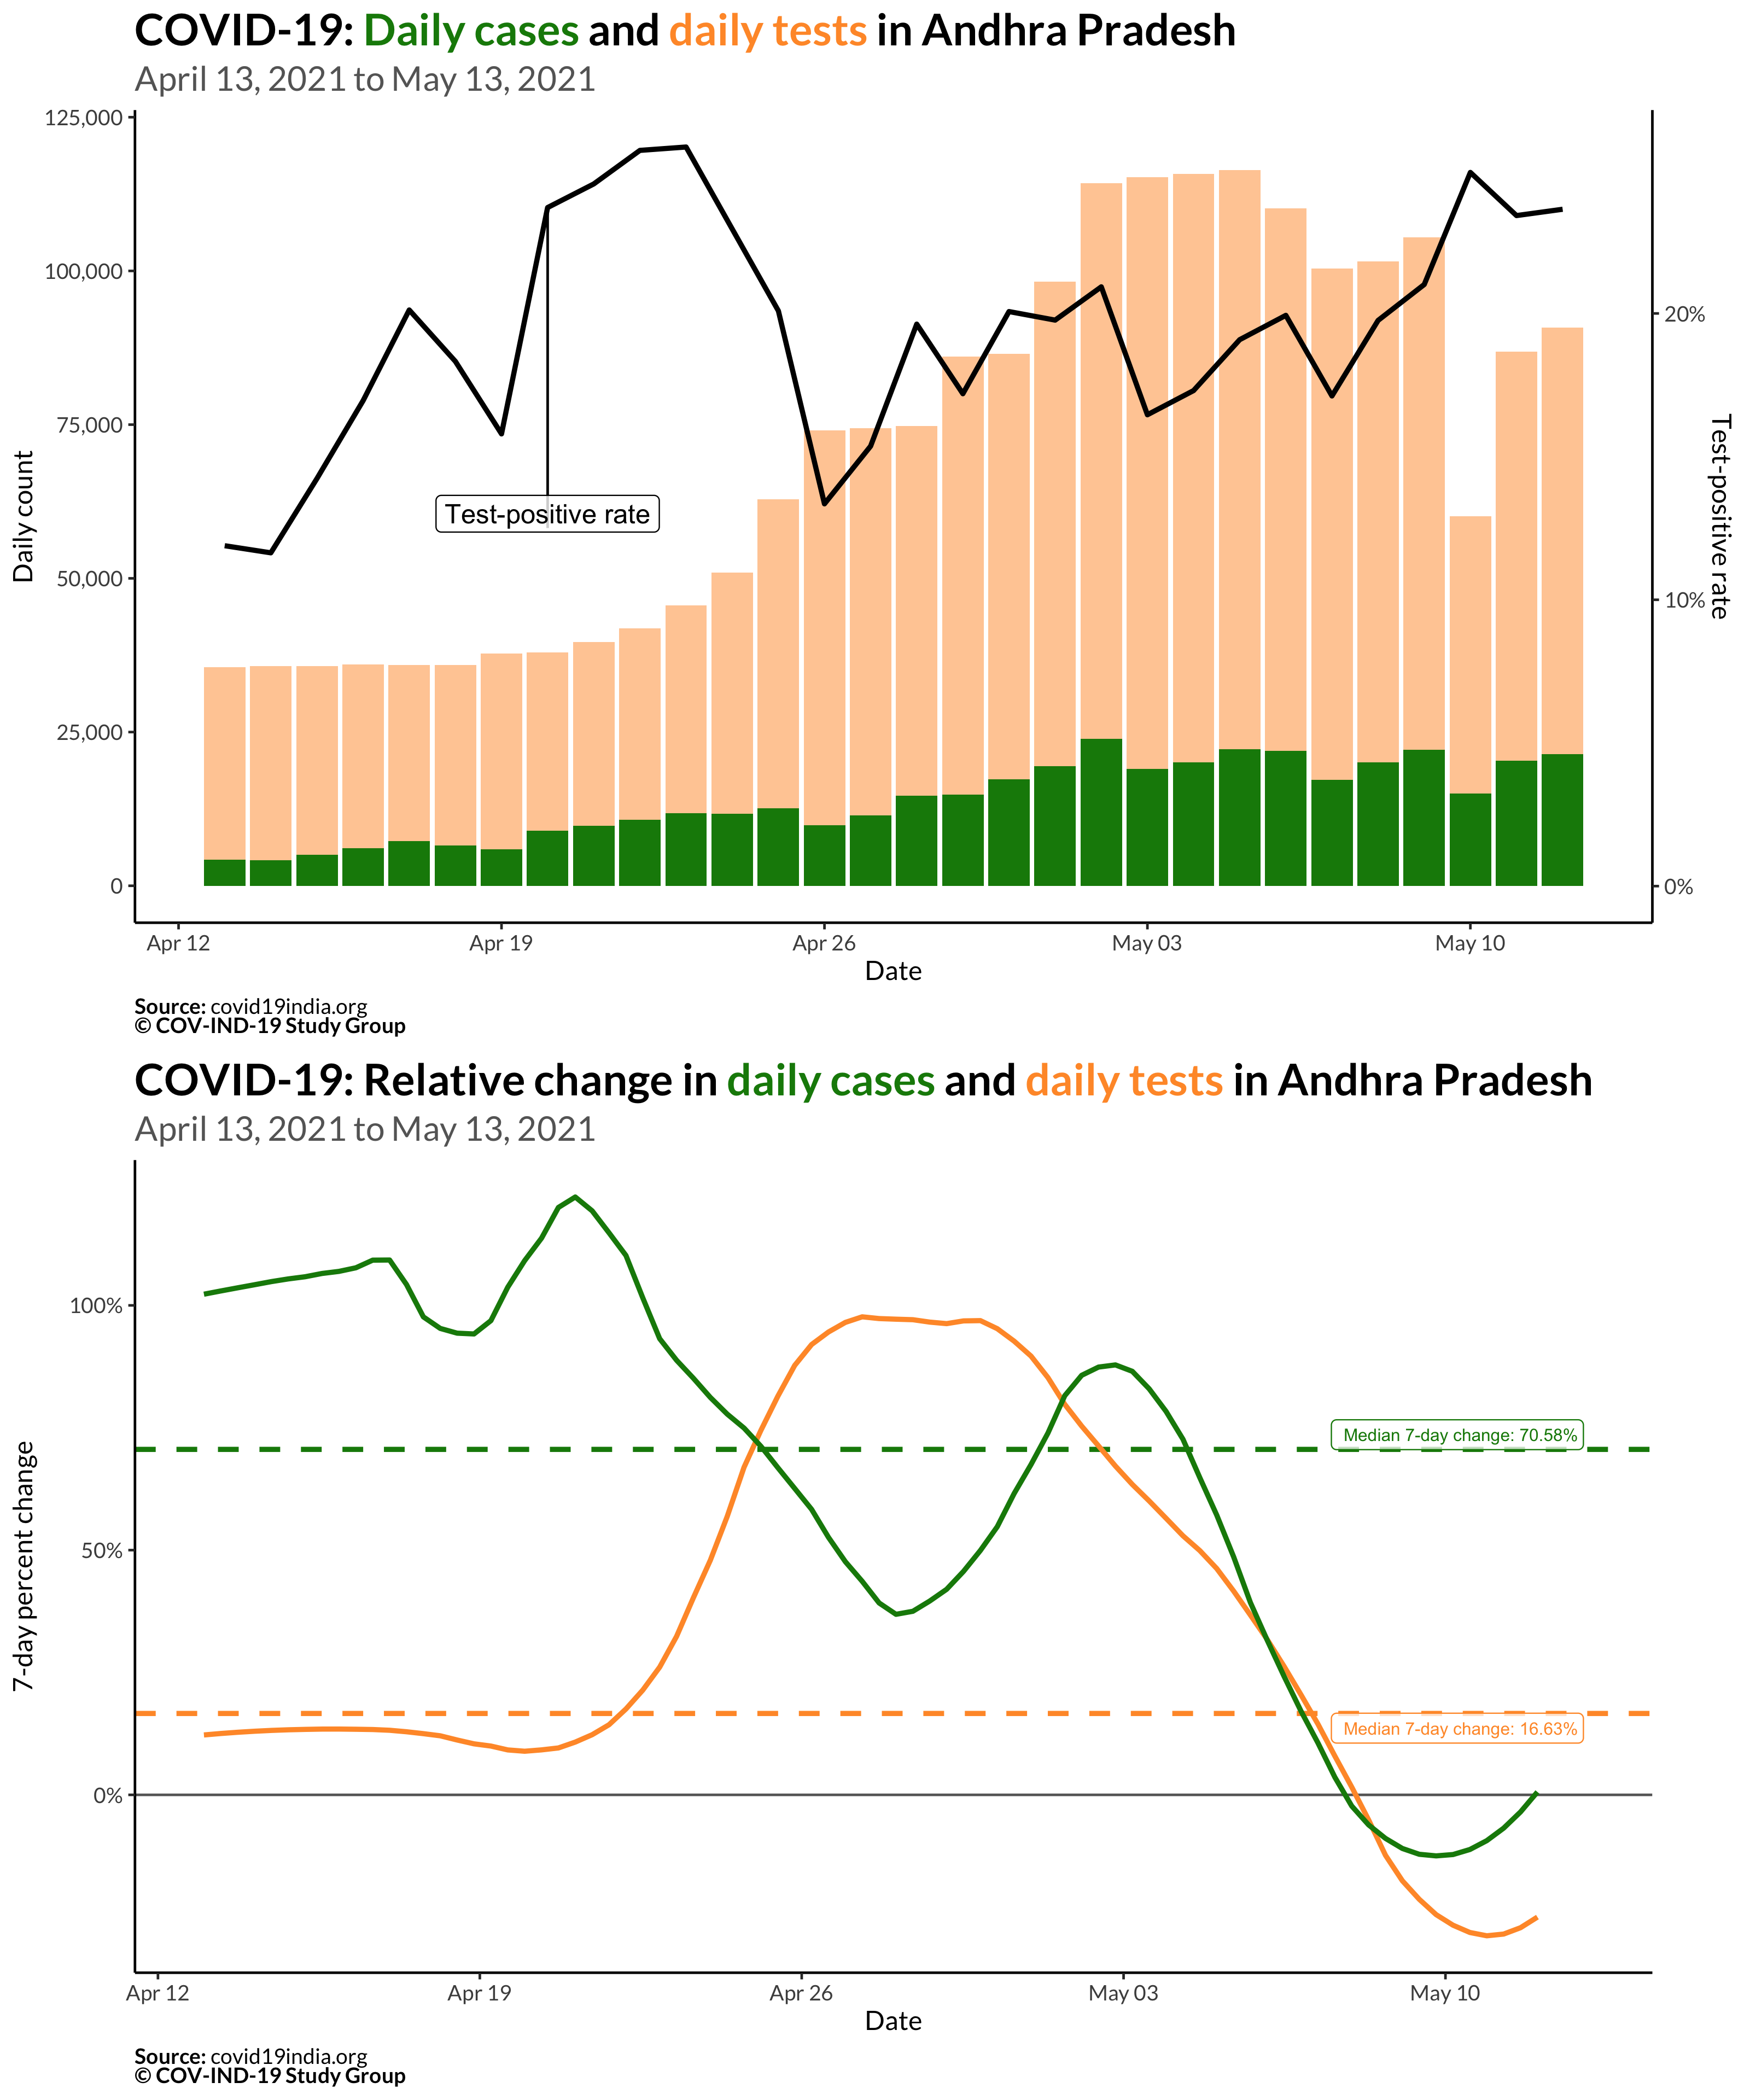 COVID-19: Daily cases and daily tests in Andhra Pradesh
April 13, 2021 to May 13, 2021
125,000
100,000
75,000
50,000
25,000
0
Daily count
20%
10%
0%
Test-positive rate
Test-positive rate
Apr 12
Apr 19
Apr 26
May 03
May 10
Date
Source: covid19india.org
© COV-IND-19 Study Group
COVID-19: Relative change in daily cases and daily tests in Andhra Pradesh
April 13, 2021 to May 13, 2021
100%
50%
0%
7-day percent change
Median 7-day change: 70.58%
Median 7-day change: 16.63%
Apr 12
Apr 19
Apr 26
May 03
May 10
Date
Source: covid19india.org
© COV-IND-19 Study Group